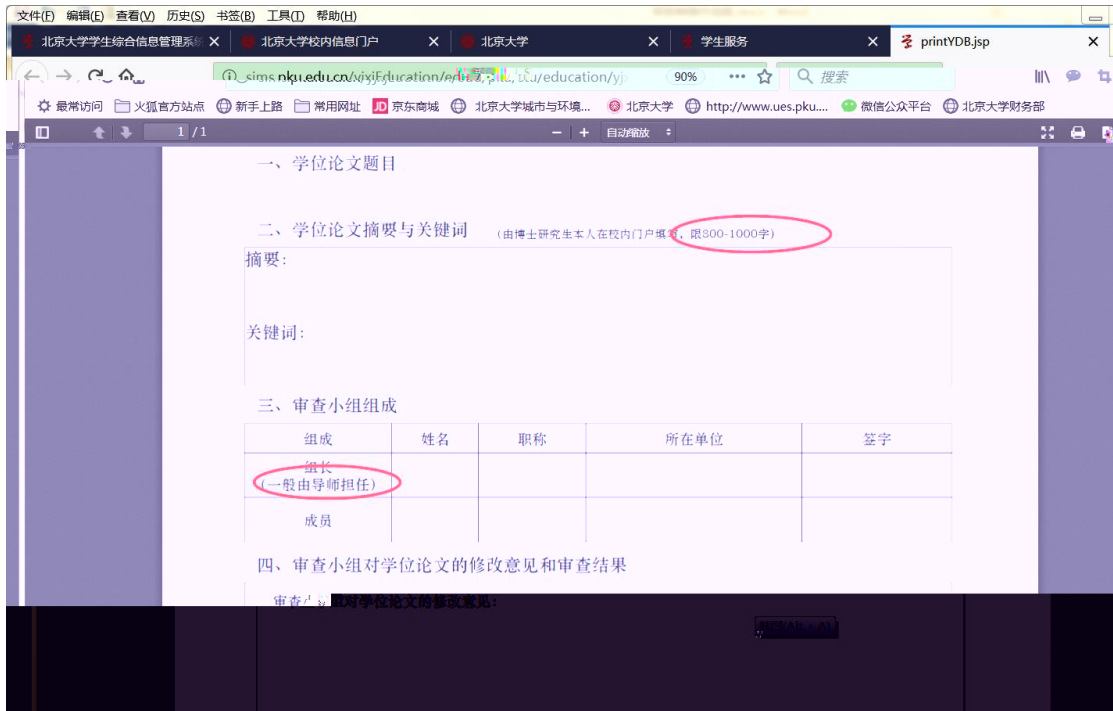 文件(F) 编辑(E) 查看(V) 历史(S) 书签(B) 工具(T) 帮助(H)
北京大学学生综合信息管理系统 北京大学校内信息门户 北京大学 学生服务 printYDB.jsp
90% 搜索
最常访问 火狐官方站点 新手上路 常用网址 JD 京东商城 北京大学城市与环境... 北京大学 http://www.ues.pku.... 微信公众平台 北京大学财务部
1 / 1 — + 自动缩放
一、学位论文题目
二、学位论文摘要与关键词 (由博士研究生本人在校内门户填写,限800-1000字)
摘要:
关键词:
三、审查小组组成
组成 姓名 职称 所在单位 签字
组长
(一般由导师担任)
成员
四、审查小组对学位论文的修改意见和审查结果
审查小组对学位论文的修改意见: